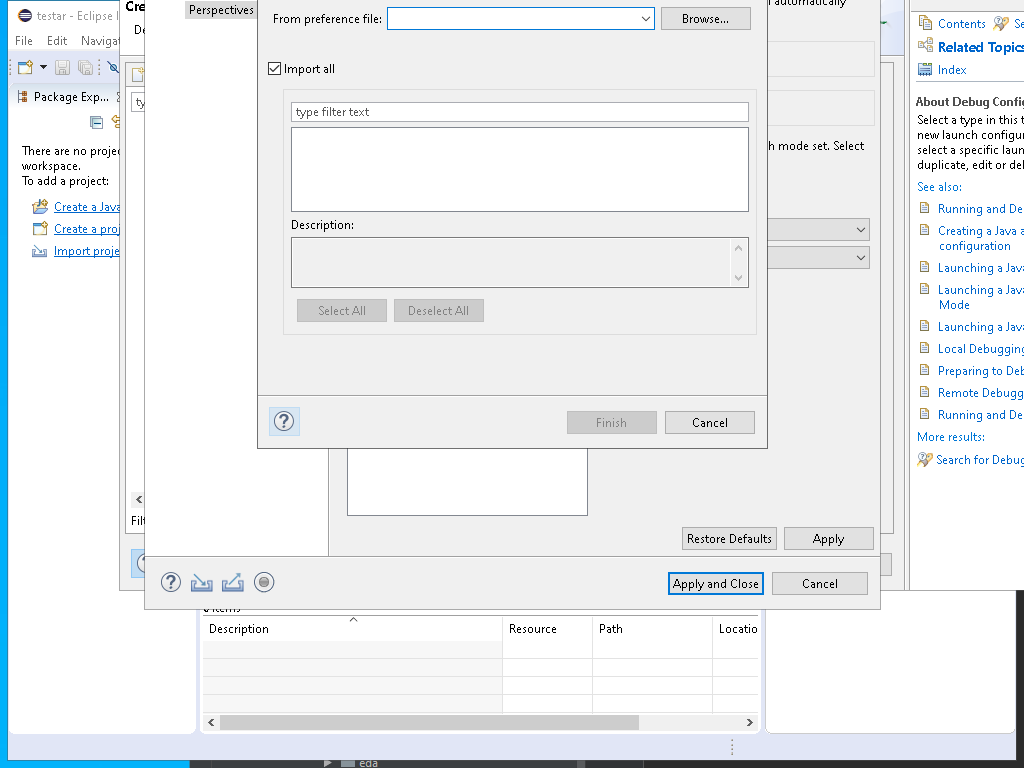 testar - Eclipse I
File Edit Navigat
Package Exp...
There are no projec
workspace.
To add a project:
Create a Java
Create a proj
Import proje
Cre
De
ty
Filt
Perspectives
From preference file:
Browse...
Import all
type filter text
Description:
Select All
Deselect All
Finish
Cancel
automatically
h mode set. Select
Restore Defaults
Apply
Apply and Close
Cancel
Contents
Se
Related Topics
Index
About Debug Config
Select a type in this t
new launch configur
select a specific laun
duplicate, edit or del
See also:
Running and De
Creating a Java a
configuration
Launching a Java
Launching a Java
Mode
Launching a Java
Local Debugging
Preparing to Deb
Remote Debugg
Running and De
More results:
Search for Debug
Description
Resource
Path
Locatio
eda